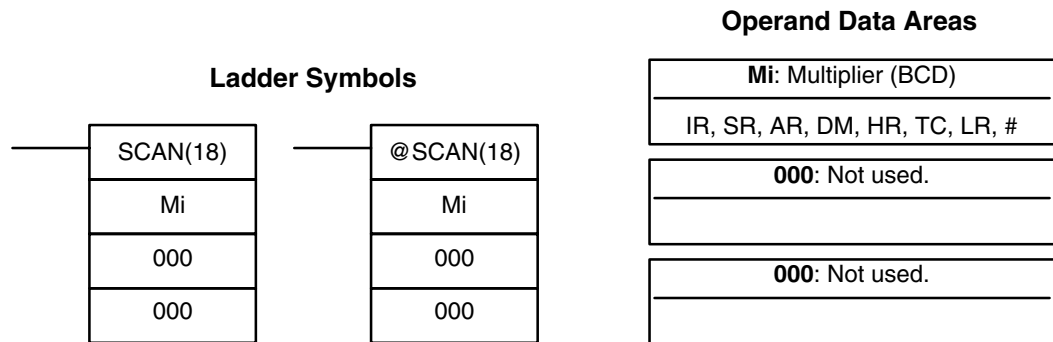 Ladder Symbols
SCAN(18)
Mi
000
000
@SCAN(18)
Mi
000
000
Operand Data Areas
Mi: Multiplier (BCD)
IR, SR, AR, DM, HR, TC, LR, #
000: Not used.
000: Not used.